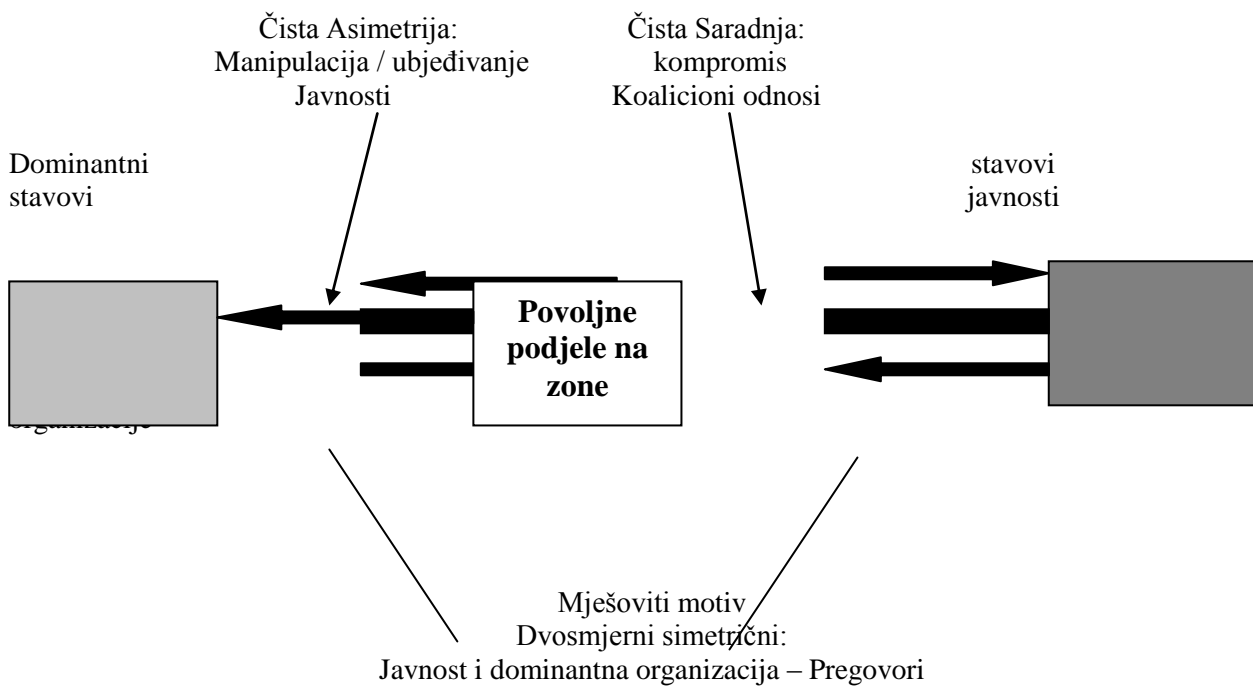 Čista Asimetrija:
Manipulacija / ubjeđivanje
Javnosti
Čista Saradnja:
kompromis
Koalicioni odnosi
Dominantni
stavovi
stavovi
javnosti
Povoljne
podjele na
zone
organizacije
Mješoviti motiv
Dvosmjerni simetrični:
Javnost i dominantna organizacija – Pregovori